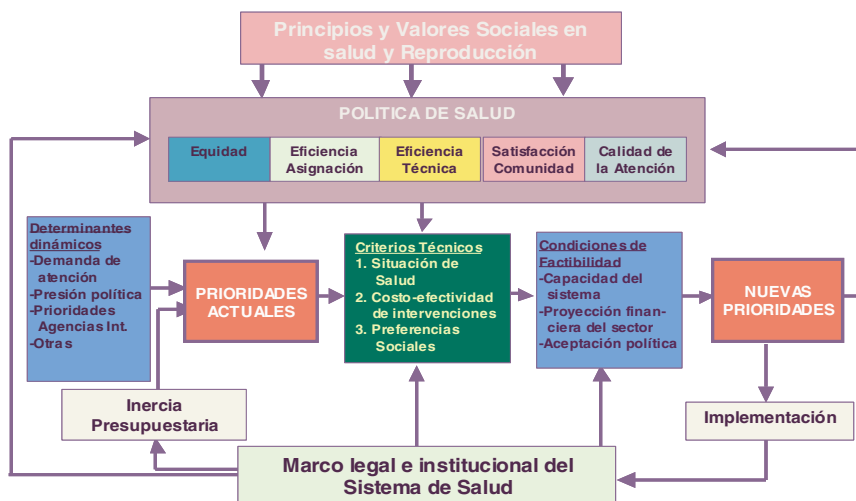 Principios y Valores Sociales en
salud y Reproducción
POLITICA DE SALUD
Equidad
Eficiencia
Asignación
Eficiencia
Técnica
Satisfacción
Comunidad
Calidad de
la Atención
Determinantes
dinámicos
-Demanda de
atención
-Presión política
-Prioridades
Agencias Int.
-Otras
PRIORIDADES
ACTUALES
Criterios Técnicos
1. Situación de
Salud
2. Costo-efectividad
de intervenciones
3. Preferencias
Sociales
Condiciones de
Factibilidad
-Capacidad del
sistema
-Proyección finan-
ciera del sector
-Aceptación política
NUEVAS
PRIORIDADES
Inercia
Presupuestaria
Implementación
Marco legal e institucional del
Sistema de Salud